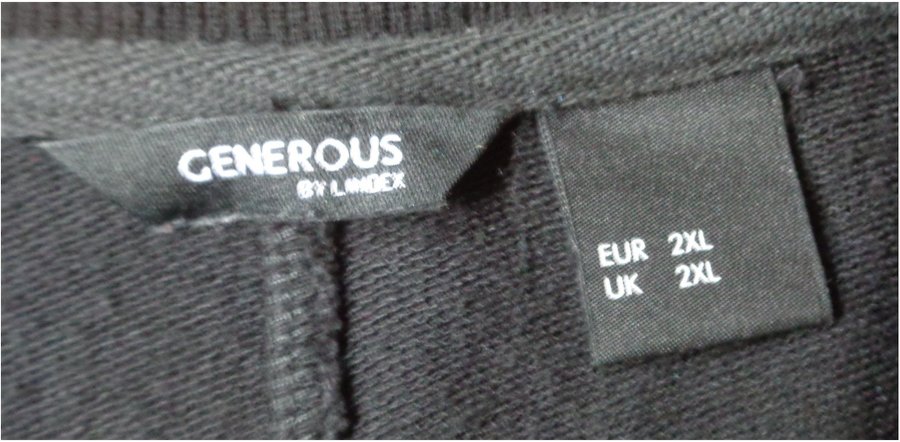 GENEROUS
BY LINDEX
EUR 2XL
UK 2XL